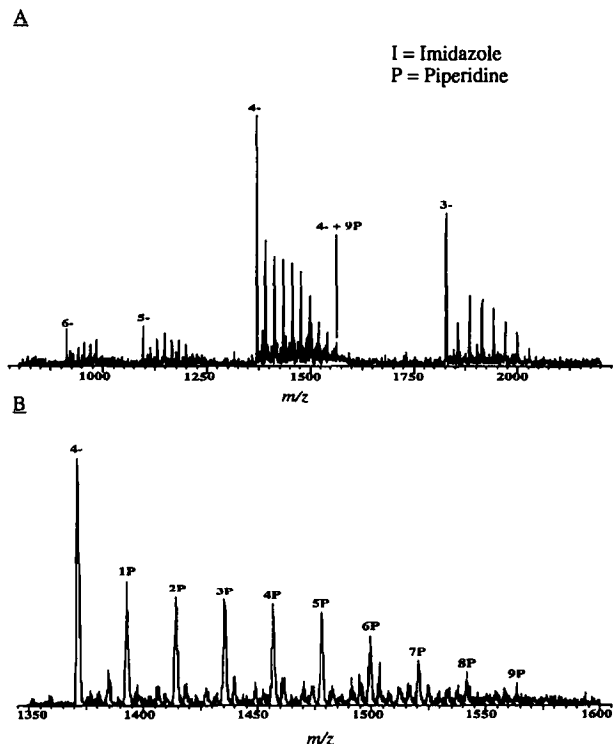 A
I = Imidazole
P = Piperidine
4-
4- + 9P
3-
6-
5-
1000
1250
1500
1750
2000
m/z
B
4-
1P
2P
3P
4P
5P
6P
7P
8P
9P
1350
1400
1450
1500
1550
1600
m/z